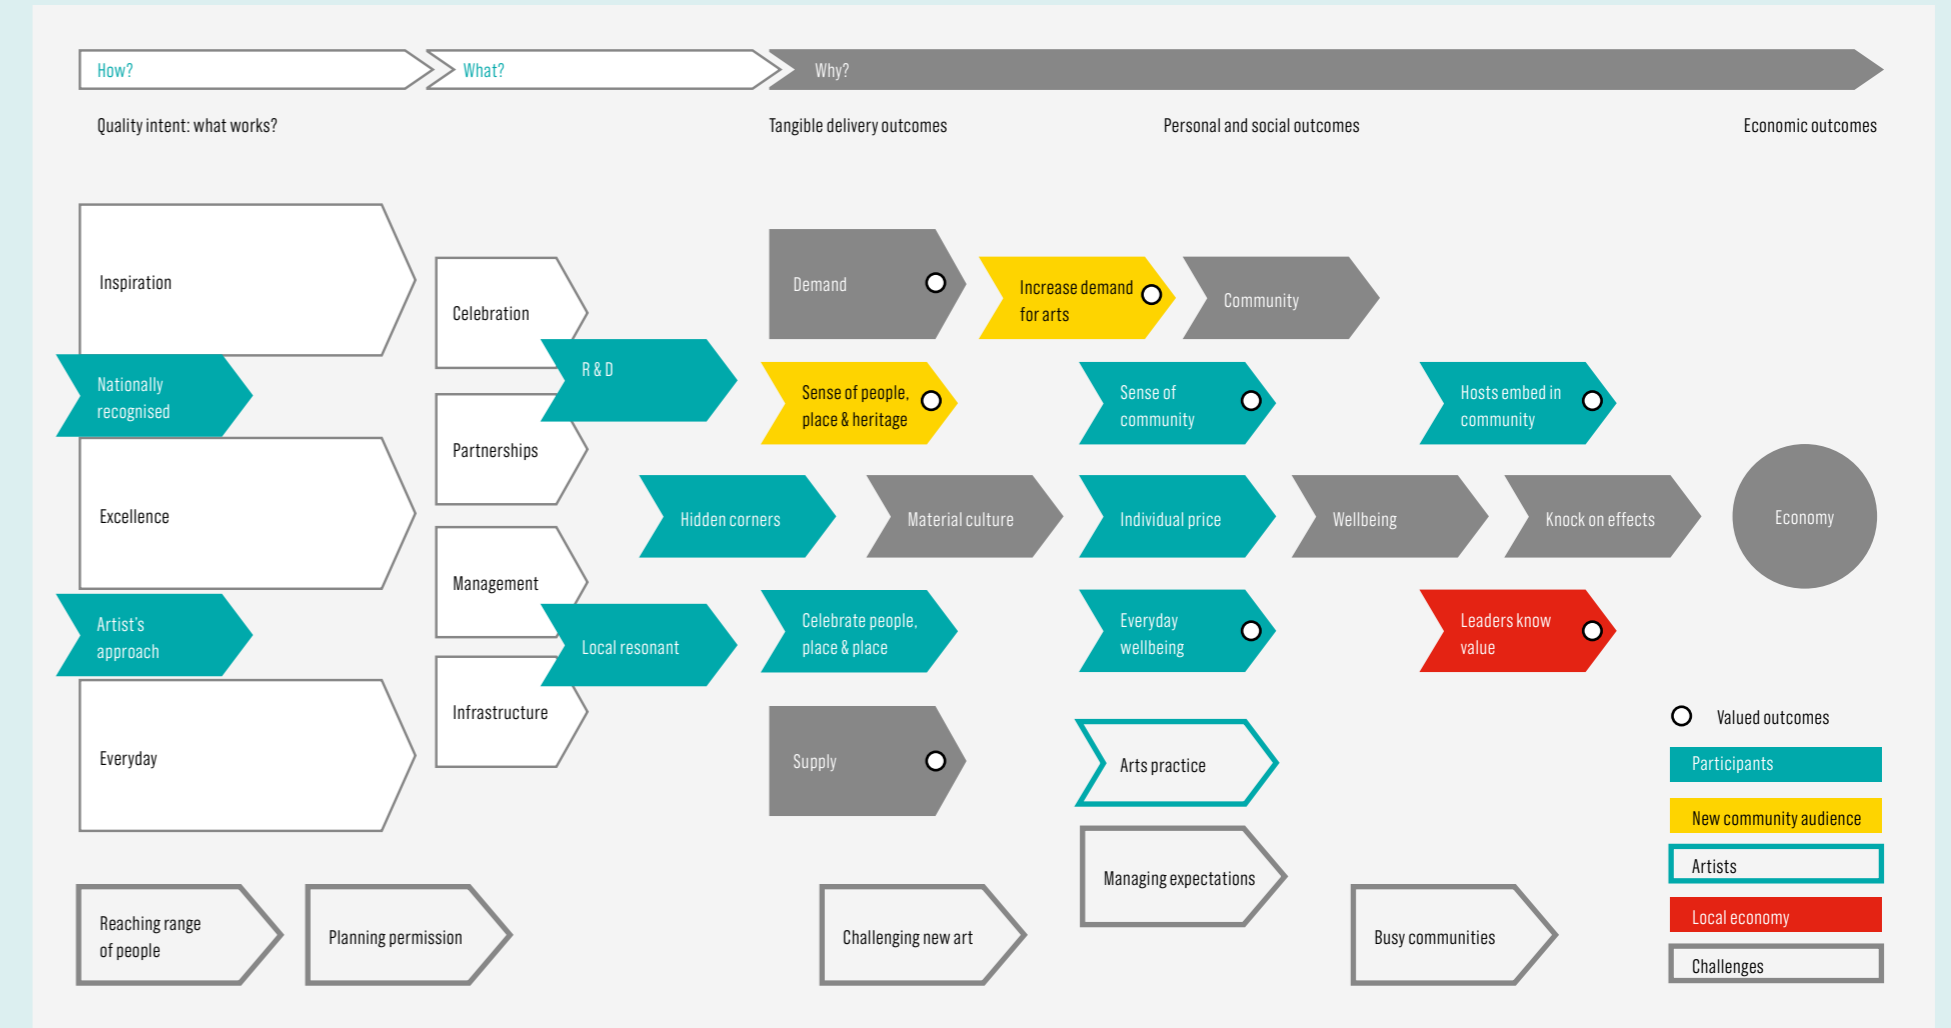 How?
What?
Why?
Quality intent: what works?
Tangible delivery outcomes
Personal and social outcomes
Economic outcomes
Inspiration
Nationally
recognised
Excellence
Artist's
approach
Everyday
Celebration
R & D
Partnerships
Management
Local resonant
Infrastructure
Demand
Increase demand
for arts
Community
Sense of people,
place & heritage
Sense of
community
Hosts embed in
community
Hidden corners
Material culture
Individual price
Wellbeing
Knock on effects
Economy
Celebrate people,
place & place
Everyday
wellbeing
Leaders know
value
Supply
Arts practice
Managing expectations
Reaching range
of people
Planning permission
Challenging new art
Busy communities
Valued outcomes
Participants
New community audience
Artists
Local economy
Challenges